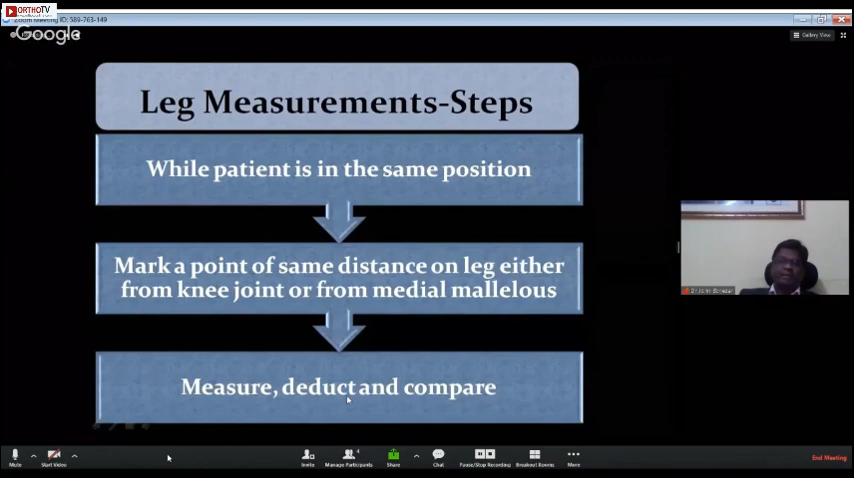 ORTHOTV
Zoom Meeting ID: 589-763-149
Google
Gallery View
Leg Measurements-Steps
While patient is in the same position
Mark a point of same distance on leg either
from knee joint or from medial mallelous
Measure, deduct and compare
Mute
Start Video
Invite
4
Manage Participants
Share
Chat
Pause/Stop Recording
Breakout Rooms
More
End Meeting